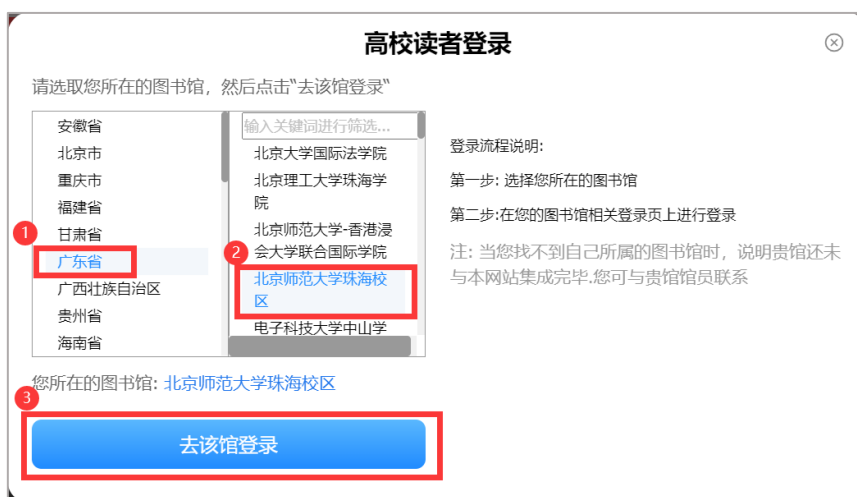 高校读者登录
请选取您所在的图书馆，然后点击“去该馆登录“
安徽省
北京市
重庆市
福建省
1
甘肃省
广东省
广西壮族自治区
贵州省
海南省
输入关键词进行筛选...
北京大学国际法学院
北京理工大学珠海学
院
北京师范大学-香港浸
会大学联合国际学院
2
北京师范大学珠海校
区
电子科技大学中山学
登录流程说明:
第一步: 选择您所在的图书馆
第二步:在您的图书馆相关登录页上进行登录
注: 当您找不到自己所属的图书馆时，说明贵馆还未
与本网站集成完毕.您可与贵馆馆员联系
您所在的图书馆: 北京师范大学珠海校区
3
去该馆登录